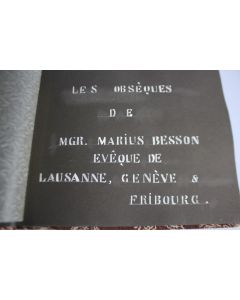 LES OBSÈQUES
DE
MGR. MARIUS BESSON
EVÊQUE DE
LAUSANNE, GENÈVE &
FRIBOURG.